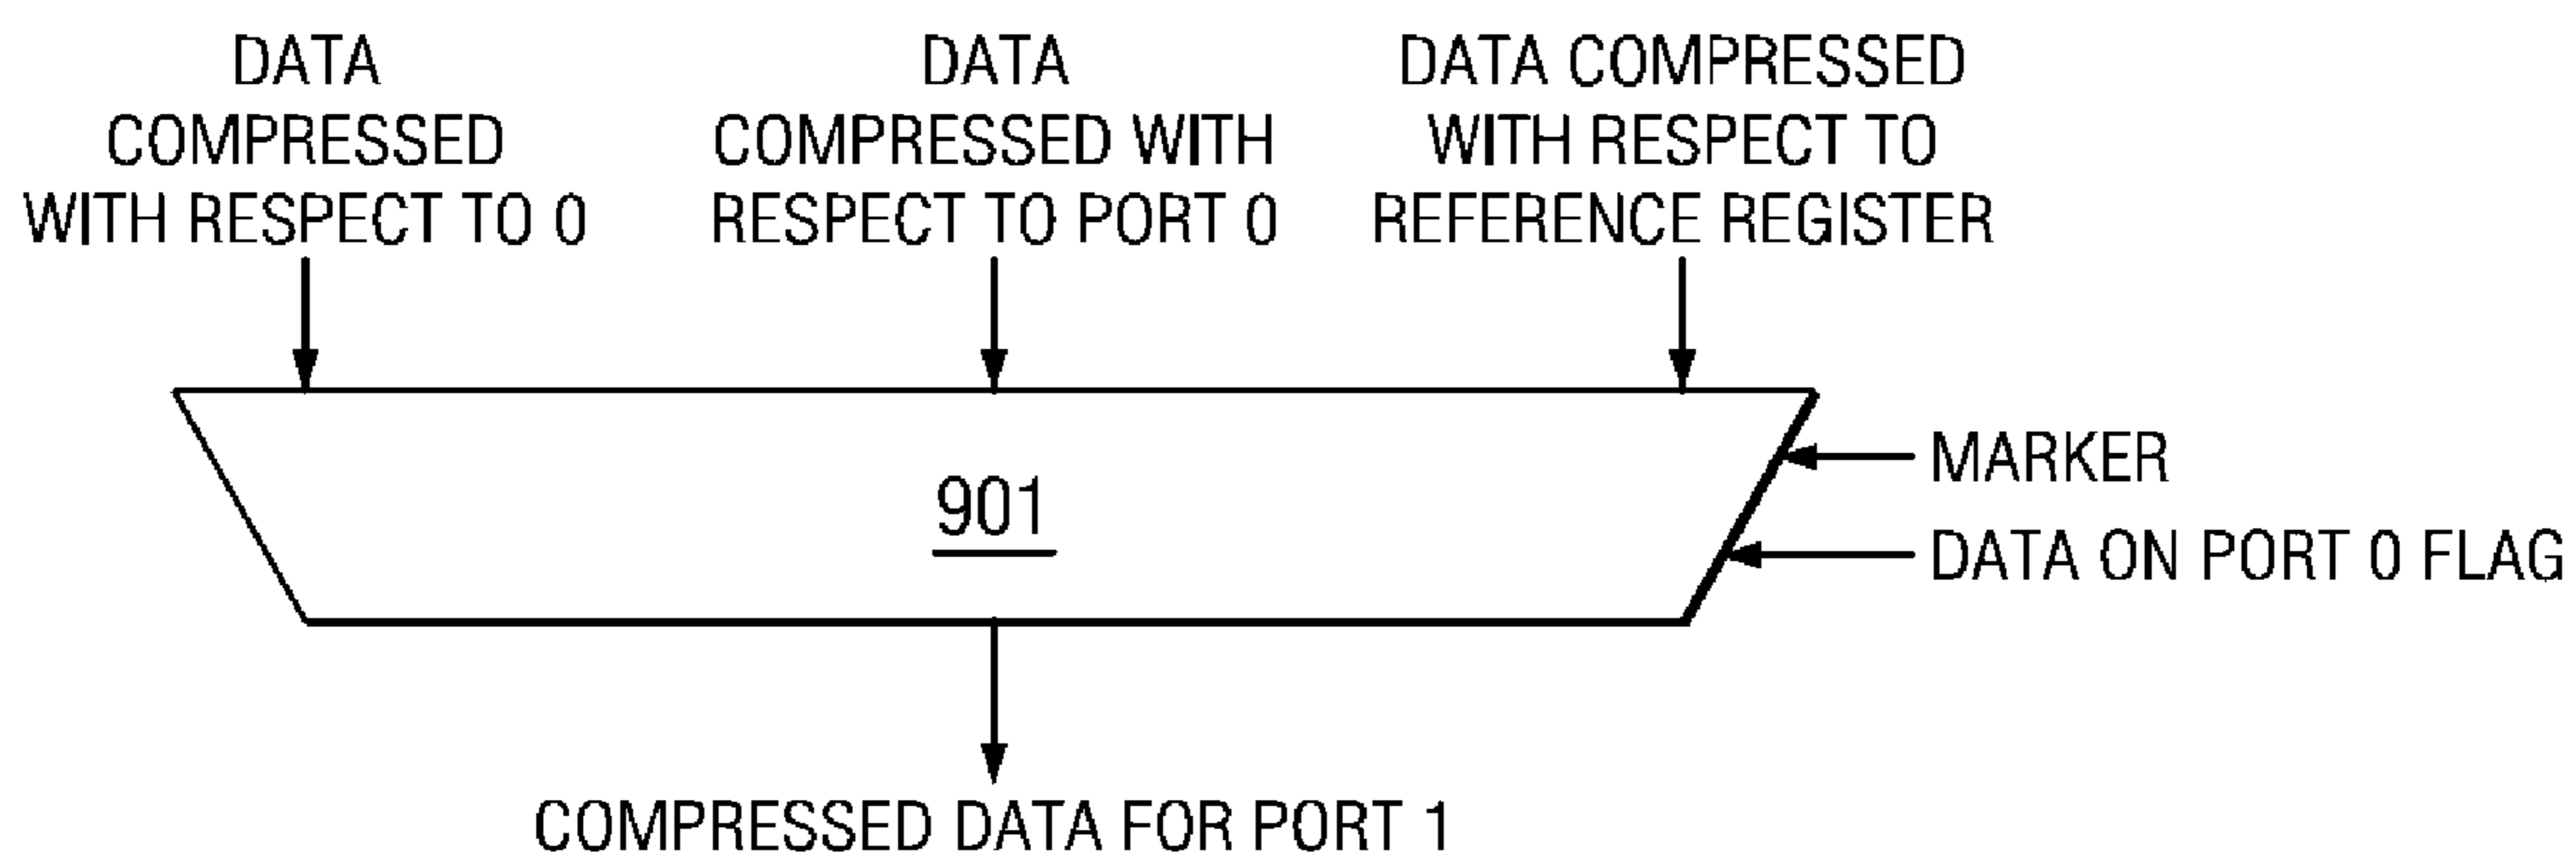 DATA
COMPRESSED
WITH RESPECT TO 0
DATA
COMPRESSED WITH
RESPECT TO PORT 0
DATA COMPRESSED
WITH RESPECT TO
REFERENCE REGISTER
MARKER
901
DATA ON PORT 0 FLAG
COMPRESSED DATA FOR PORT 1